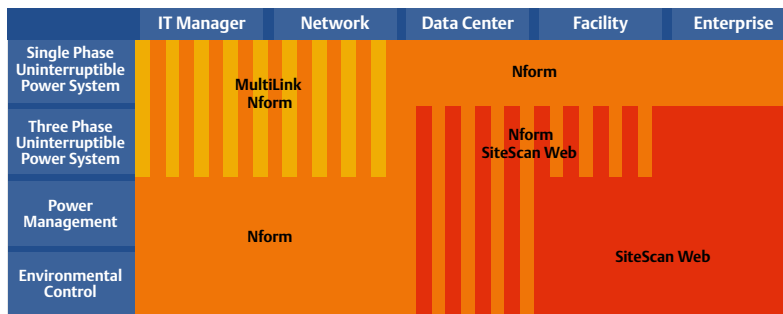 IT Manager Network Data Center Facility Enterprise
Single Phase
Uninterruptible
Power System
MultiLink
Nform
Nform
Three Phase
Uninterruptible
Power System
Nform
SiteScan Web
Power
Management
Nform
SiteScan Web
Environmental
Control